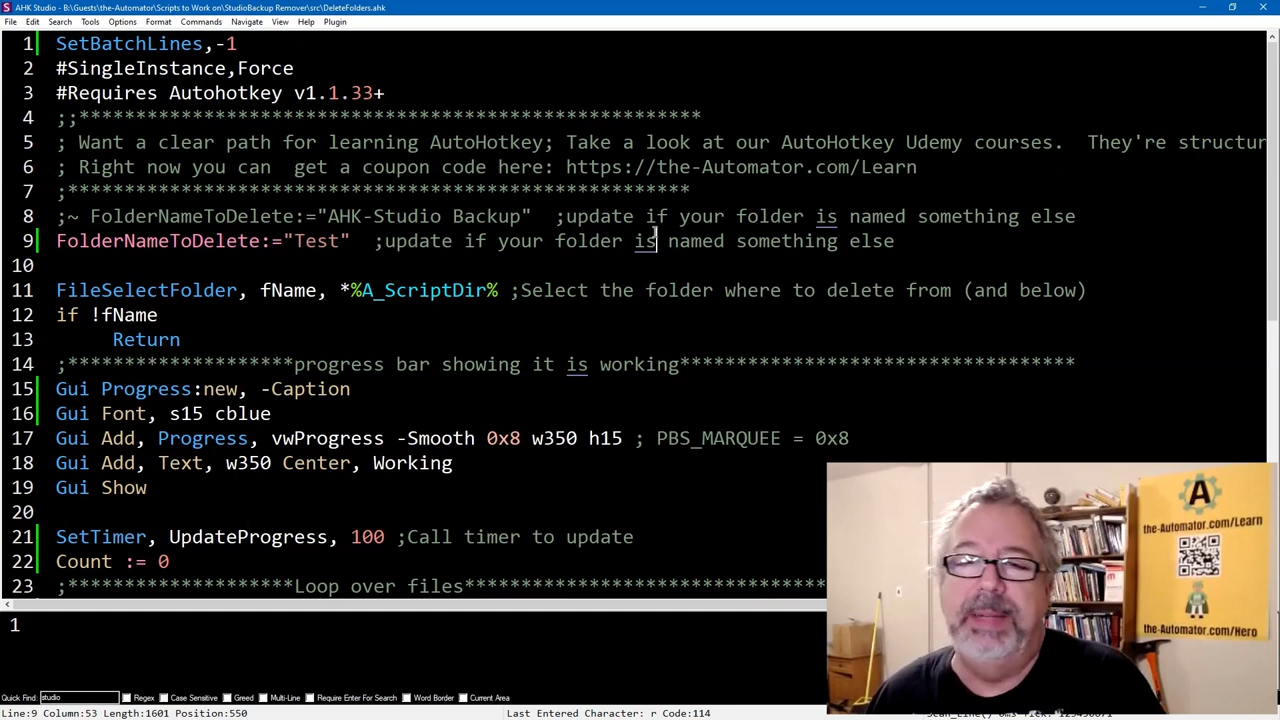 AHK Studio - B:\Guests\the-Automator\Scripts to Work on\StudioBackup Remover\src\DeleteFolders.ahk
File Edit Search Tools Options Format Commands Navigate View Help Plugin
1 SetBatchLines,-1
2 #SingleInstance,Force
3 #Requires Autohotkey v1.1.33+
4 ;;*******************************************************
5 ; Want a clear path for learning AutoHotkey; Take a look at our AutoHotkey Udemy courses.  They're structur
6 ; Right now you can  get a coupon code here: https://the-Automator.com/Learn
7 ;*******************************************************
8 ;~ FolderNameToDelete:="AHK-Studio Backup"  ;update if your folder is named something else
9 FolderNameToDelete:="Test"  ;update if your folder is named something else
10
11 FileSelectFolder, fName, *%A_ScriptDir% ;Select the folder where to delete from (and below)
12 if !fName
13 Return
14 ;********************progress bar showing it is working***********************************
15 Gui Progress:new, -Caption
16 Gui Font, s15 cblue
17 Gui Add, Progress, vwProgress -Smooth 0x8 w350 h15 ; PBS_MARQUEE = 0x8
18 Gui Add, Text, w350 Center, Working
19 Gui Show
20
21 SetTimer, UpdateProgress, 100 ;Call timer to update
22 Count := 0
23 ;********************Loop over files********************************
1
Quick Find: studio Regex Case Sensitive Greed Multi-Line Require Enter For Search Word Border Current Area
Line:9 Column:53 Length:1601 Position:550 Last Entered Character: r Code:114
A
the-Automator.com/Learn
the-Automator.com/Hero